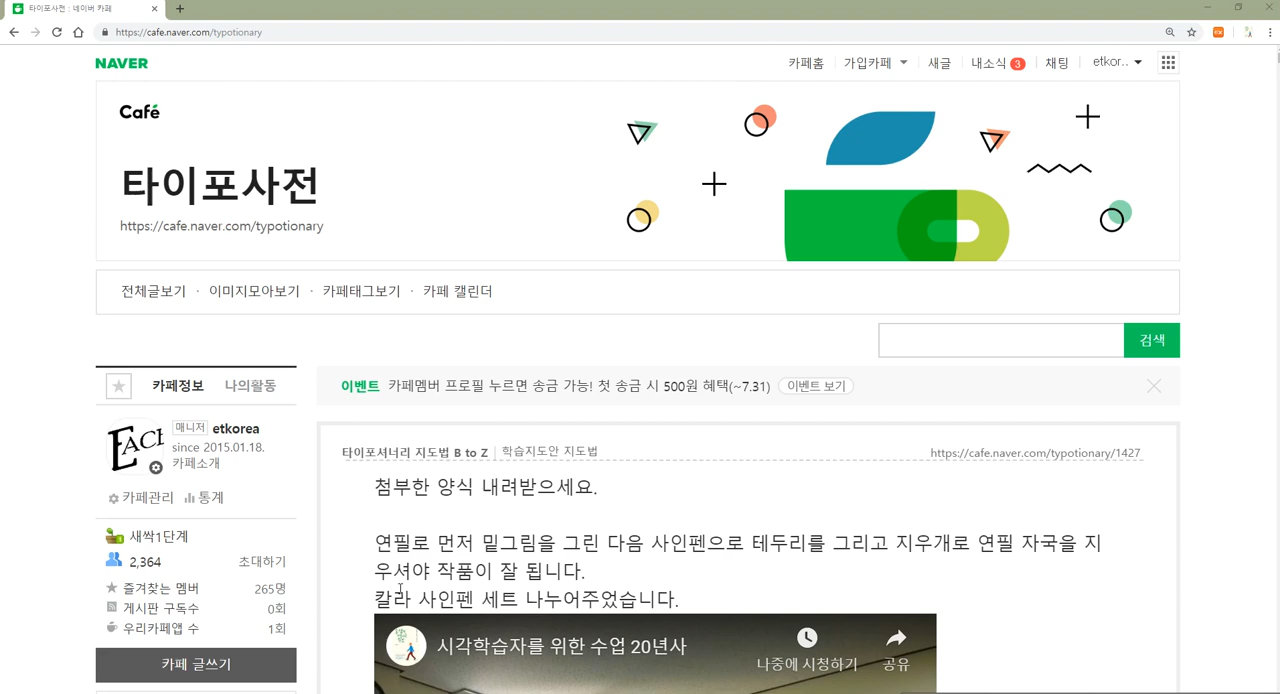 타이포사전 : 네이버 카페
https://cafe.naver.com/typotionary
NAVER
카페홈 가입카페 새글 내소식 3 채팅 etkor..
Café
타이포사전
https://cafe.naver.com/typotionary
전체글보기 · 이미지모아보기 · 카페태그보기 · 카페 캘린더
검색
카페정보 나의활동
이벤트 카페멤버 프로필 누르면 송금 가능! 첫 송금 시 500원 혜택(~7.31) 이벤트 보기
매니저 etkorea
since 2015.01.18.
카페소개
카페관리 통계
새싹1단계
2,364 초대하기
즐겨찾는 멤버 265명
게시판 구독수 0회
우리카페앱 수 1회
카페 글쓰기
타이포셔너리 지도법 B to Z | 학습지도안 지도법 https://cafe.naver.com/typotionary/1427
첨부한 양식 내려받으세요.
연필로 먼저 밑그림을 그린 다음 사인펜으로 테두리를 그리고 지우개로 연필 자국을 지
우셔야 작품이 잘 됩니다.
칼라 사인펜 세트 나누어주었습니다.
시각학습자를 위한 수업 20년사
나중에 시청하기 공유